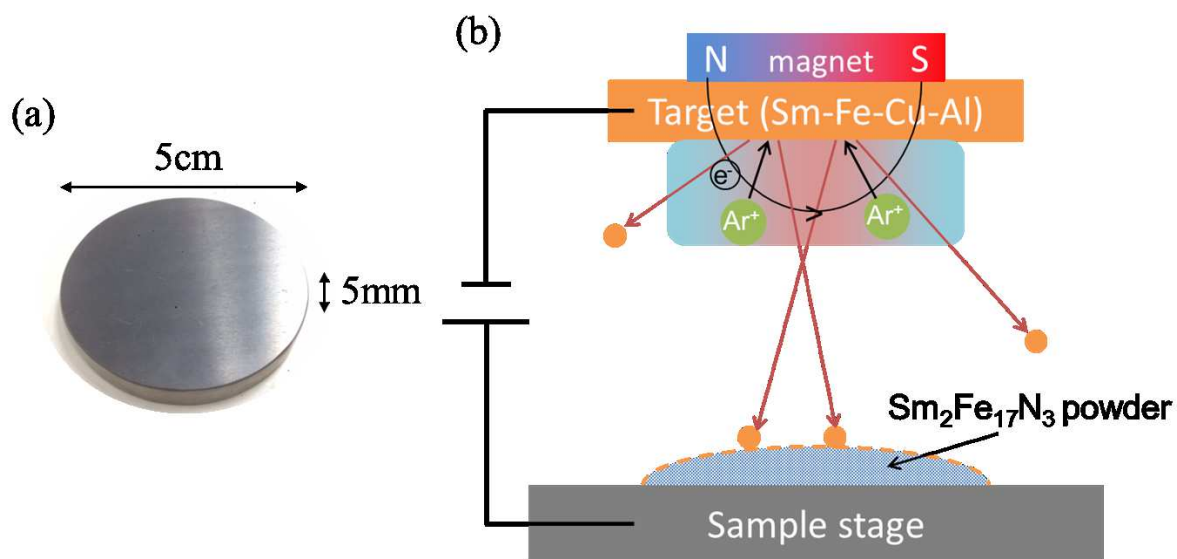 (a)
5cm
5mm
(b)
N magnet S
Target (Sm-Fe-Cu-Al)
e⁻
Ar⁺ Ar⁺
Sm₂Fe₁₇N₃ powder
Sample stage